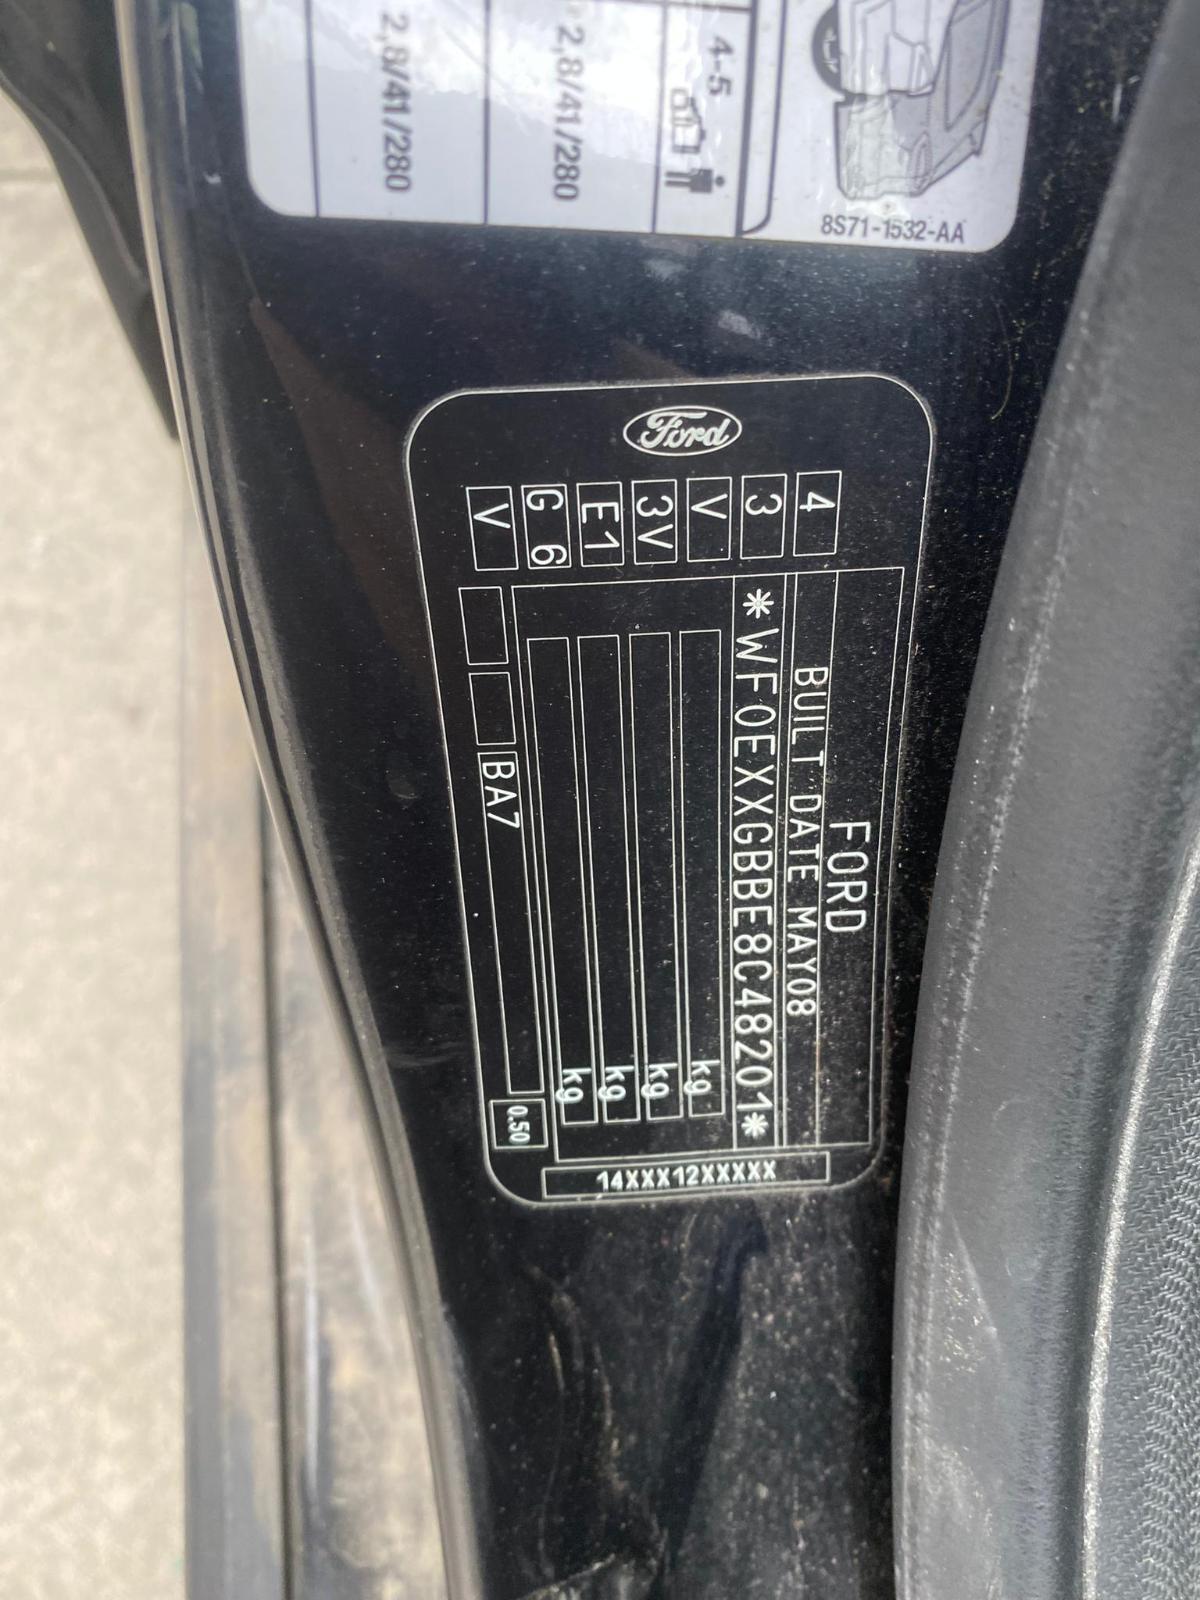 4-5
2,8/41/280
2,8/41/280
8S71-1532-AA
Ford
4
FORD
BUILT DATE MAY08
3
*WF0EXXGBBE8C48201*
V
kg
3V
kg
E1
kg
G 6
kg
V
BA7
0.50
14XXX12XXXXX